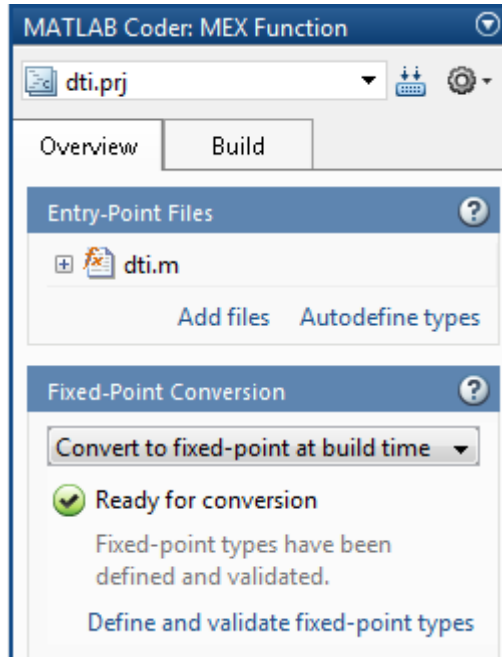 MATLAB Coder: MEX Function
dti.prj
Overview Build
Entry-Point Files ?
dti.m
Add files Autodefine types
Fixed-Point Conversion ?
Convert to fixed-point at build time
Ready for conversion
Fixed-point types have been
defined and validated.
Define and validate fixed-point types